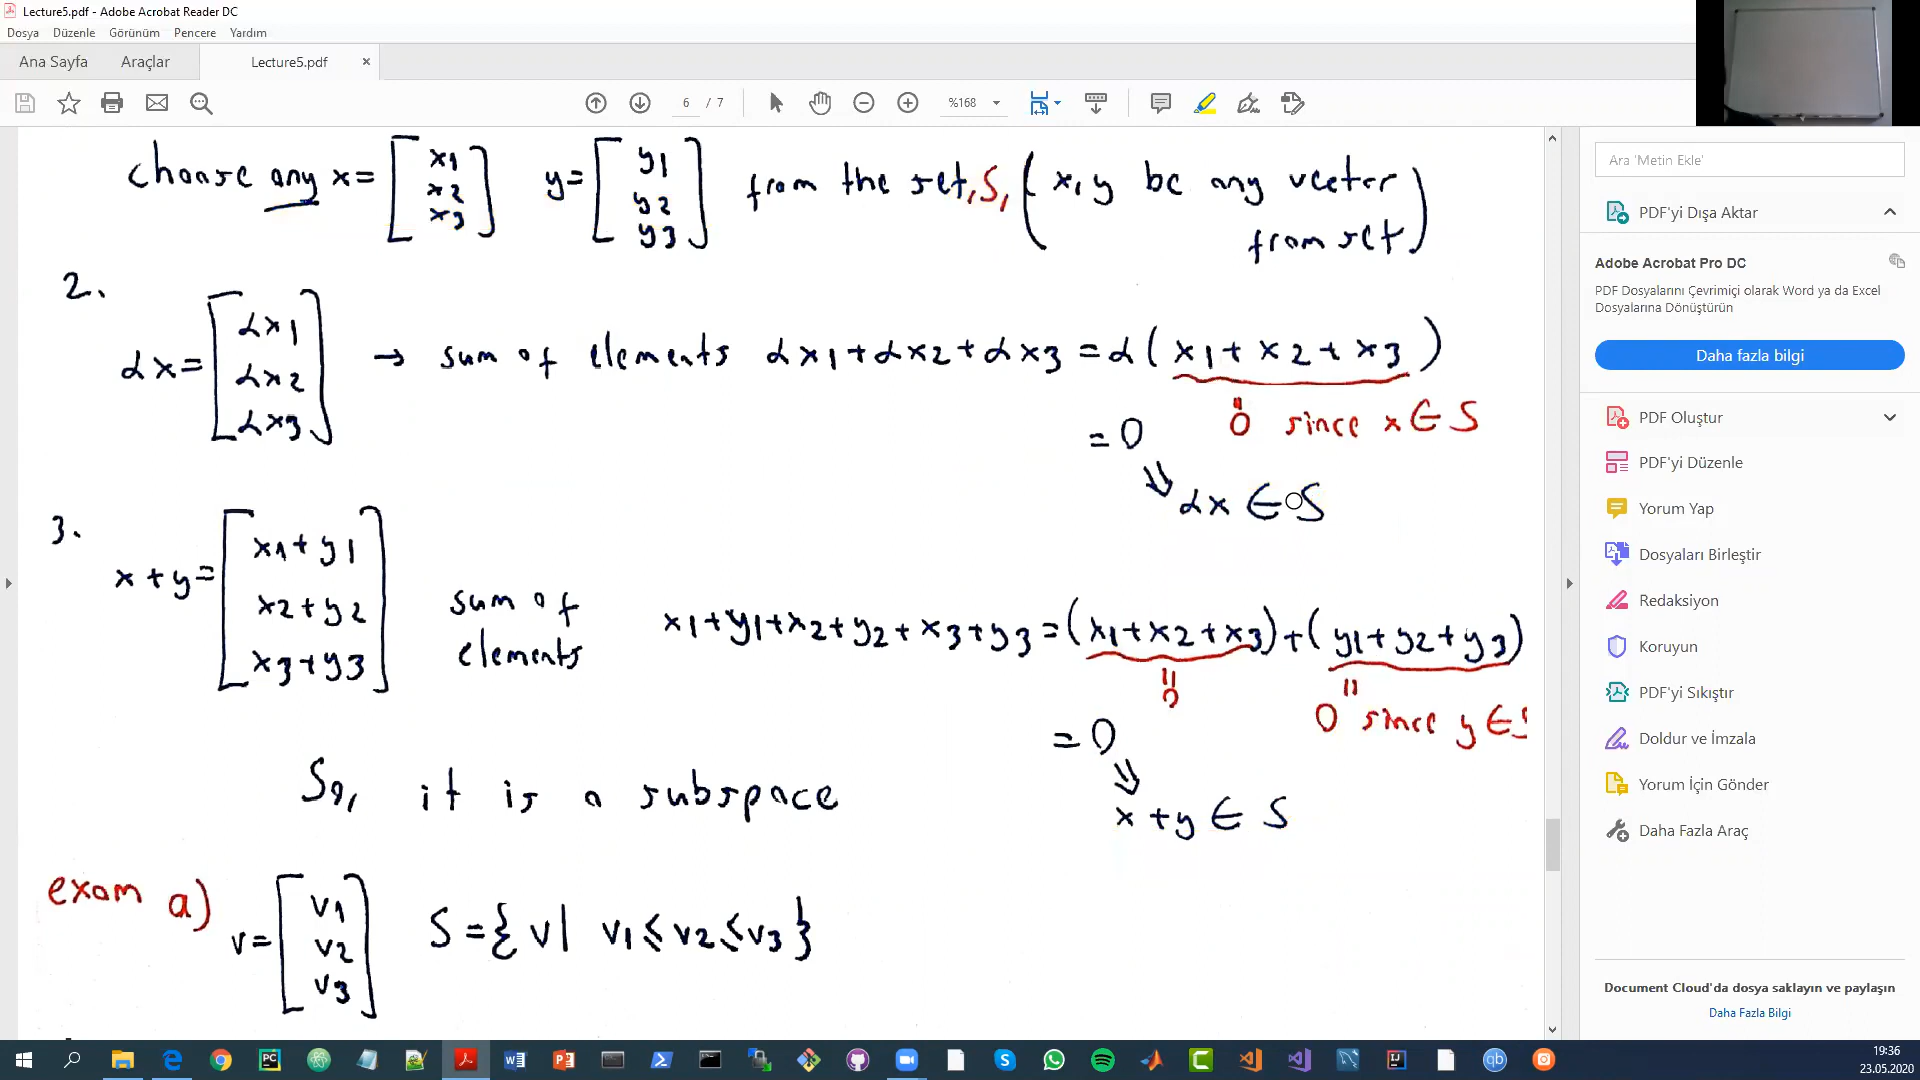 Lecture5.pdf - Adobe Acrobat Reader DC
Dosya Düzenle Görünüm Pencere Yardım
Ana Sayfa Araçlar Lecture5.pdf ×
6 / 7 %168
choose any x= [x1 x2 x3] y= [y1 y2 y3] from the set, S, (x, y be any vector from set)
2.
αx= [αx1 αx2 αx3] → sum of elements αx1+αx2+αx3 = α(x1+x2+x3)
0 since x∈S
=0
⇓ αx∈S
3.
x+y= [x1+y1 x2+y2 x3+y3] sum of elements x1+y1+x2+y2+x3+y3=(x1+x2+x3)+(y1+y2+y3)
0
0 since y∈S
=0
⇓
x+y∈S
So, it is a subspace
exam a) v= [v1 v2 v3] S={v| v1≤v2≤v3}
Ara 'Metin Ekle'
PDF'yi Dışa Aktar
Adobe Acrobat Pro DC
PDF Dosyalarını Çevrimiçi olarak Word ya da Excel
Dosyalarına Dönüştürün
Daha fazla bilgi
PDF Oluştur
PDF'yi Düzenle
Yorum Yap
Dosyaları Birleştir
Redaksiyon
Koruyun
PDF'yi Sıkıştır
Doldur ve İmzala
Yorum İçin Gönder
Daha Fazla Araç
Document Cloud'da dosya saklayın ve paylaşın
Daha Fazla Bilgi
19:36
23.05.2020